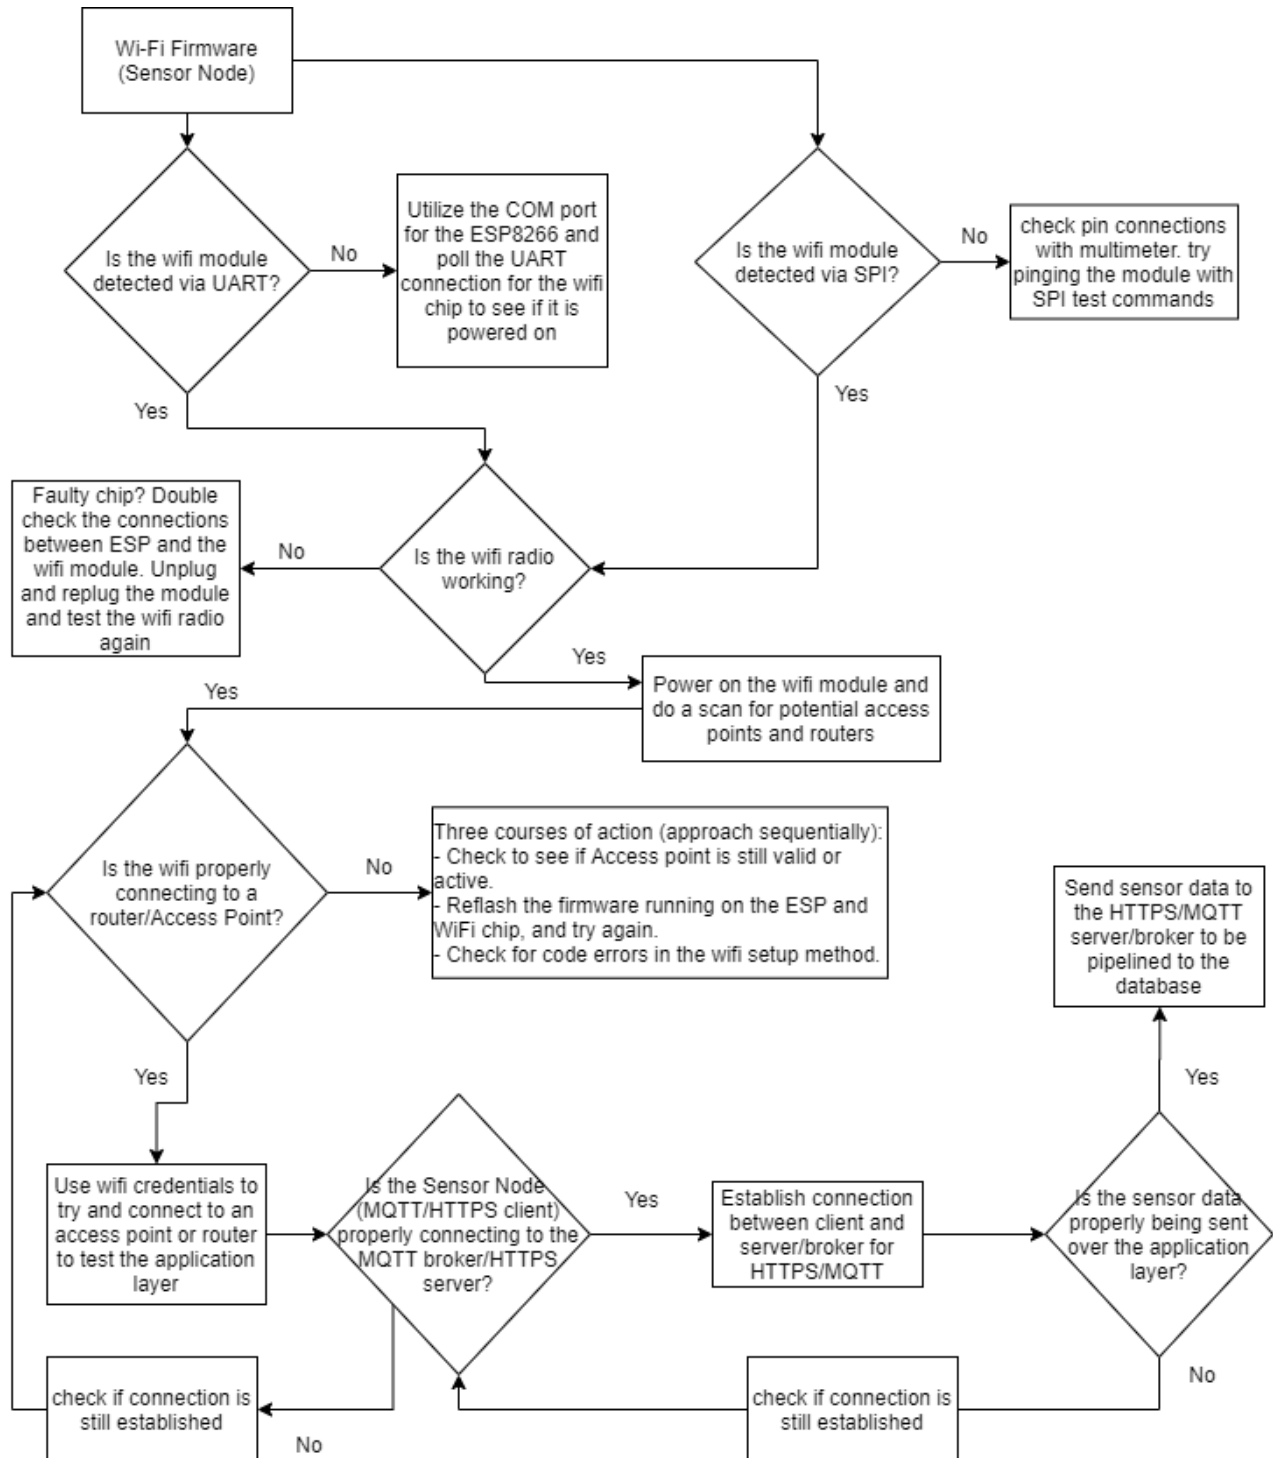 Wi-Fi Firmware
(Sensor Node)
Is the wifi module
detected via UART?
No
Utilize the COM port
for the ESP8266 and
poll the UART
connection for the wifi
chip to see if it is
powered on
Is the wifi module
detected via SPI?
No
check pin connections
with multimeter. try
pinging the module with
SPI test commands
Yes
Yes
Faulty chip? Double
check the connections
between ESP and the
wifi module. Unplug
and replug the module
and test the wifi radio
again
No
Is the wifi radio
working?
Yes
Power on the wifi module and
do a scan for potential access
points and routers
Yes
Is the wifi properly
connecting to a
router/Access Point?
No
Three courses of action (approach sequentially):
- Check to see if Access point is still valid or
active.
- Reflash the firmware running on the ESP and
WiFi chip, and try again.
- Check for code errors in the wifi setup method.
Send sensor data to
the HTTPS/MQTT
server/broker to be
pipelined to the
database
Yes
Yes
Use wifi credentials to
try and connect to an
access point or router
to test the application
layer
Is the Sensor Node
(MQTT/HTTPS client)
properly connecting to the
MQTT broker/HTTPS
server?
Yes
Establish connection
between client and
server/broker for
HTTPS/MQTT
Is the sensor data
properly being sent
over the application
layer?
check if connection is
still established
No
check if connection is
still established
No